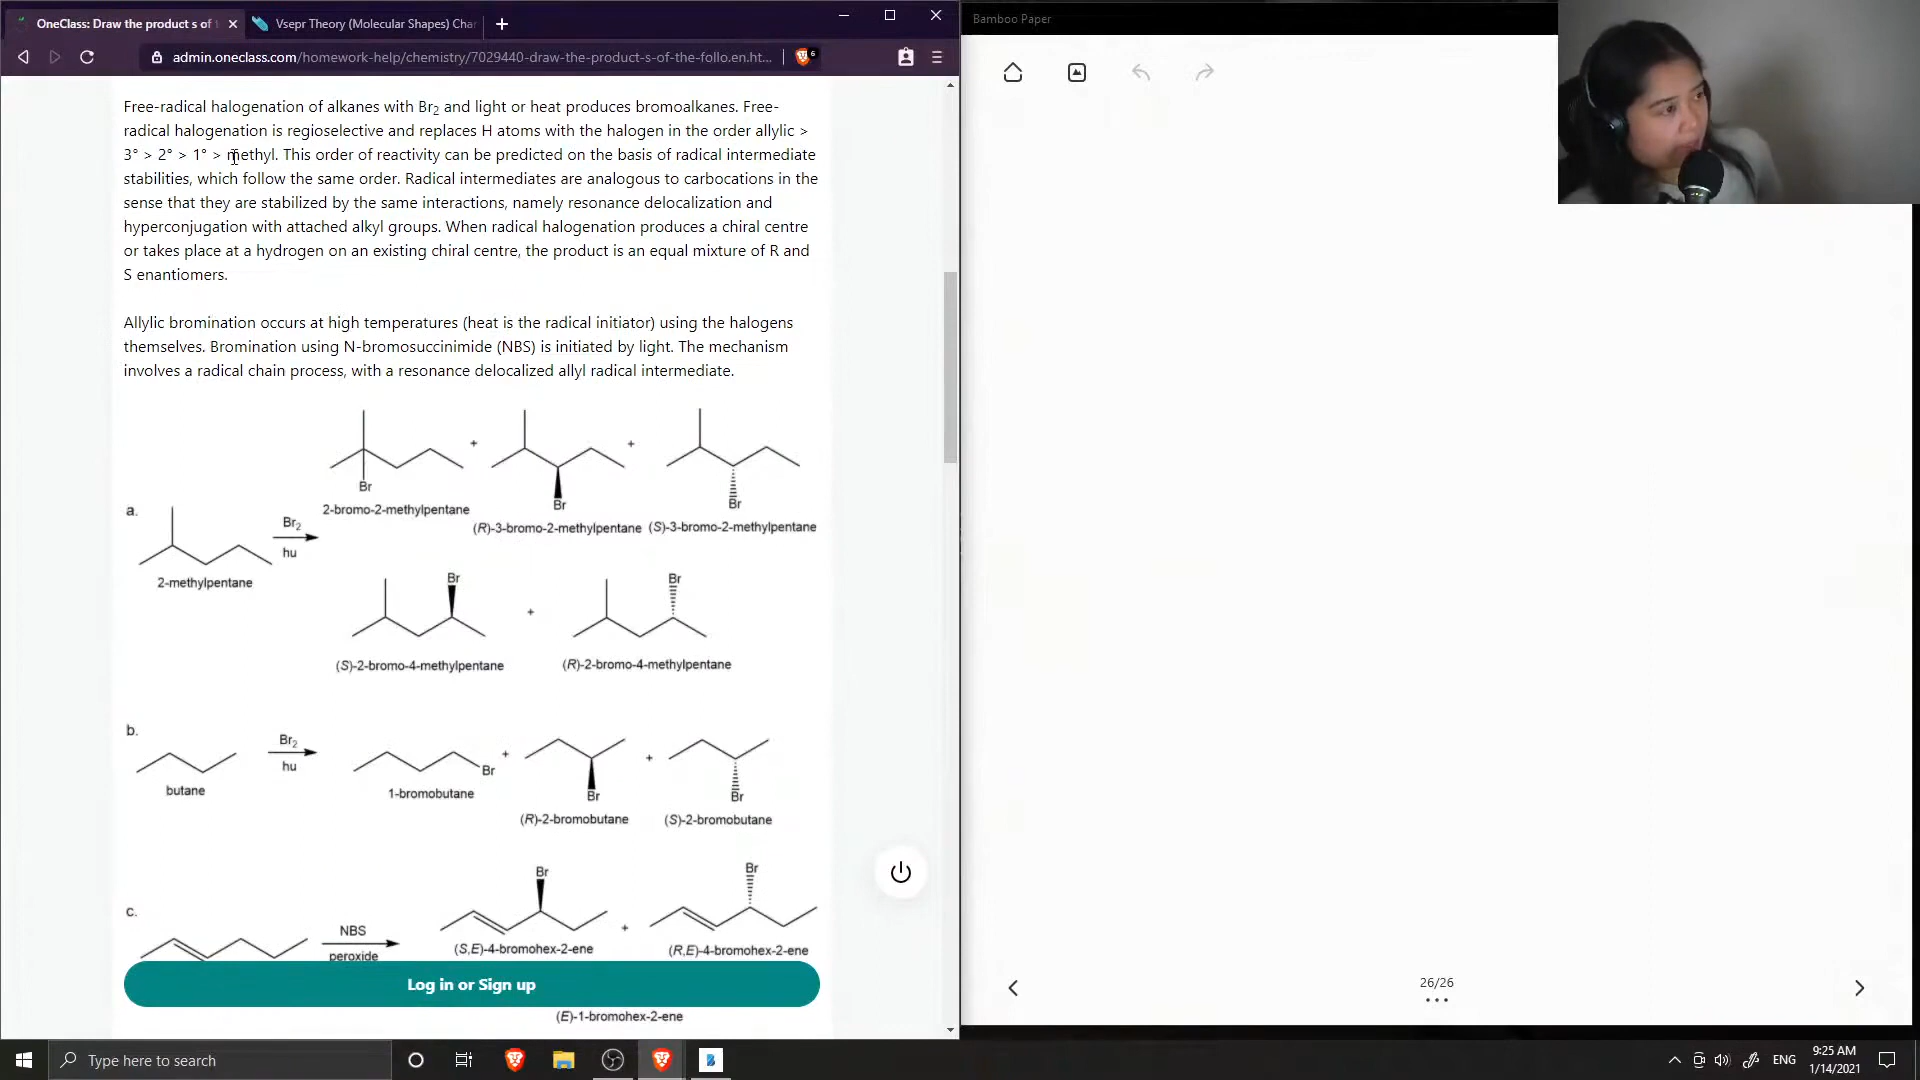 OneClass: Draw the product s of t
Vsepr Theory (Molecular Shapes) Char
Bamboo Paper
admin.oneclass.com/homework-help/chemistry/7029440-draw-the-product-s-of-the-follo.en.ht...
6
Free-radical halogenation of alkanes with Br2 and light or heat produces bromoalkanes. Free-
radical halogenation is regioselective and replaces H atoms with the halogen in the order allylic >
3° > 2° > 1° > methyl. This order of reactivity can be predicted on the basis of radical intermediate
stabilities, which follow the same order. Radical intermediates are analogous to carbocations in the
sense that they are stabilized by the same interactions, namely resonance delocalization and
hyperconjugation with attached alkyl groups. When radical halogenation produces a chiral centre
or takes place at a hydrogen on an existing chiral centre, the product is an equal mixture of R and
S enantiomers.
Allylic bromination occurs at high temperatures (heat is the radical initiator) using the halogens
themselves. Bromination using N-bromosuccinimide (NBS) is initiated by light. The mechanism
involves a radical chain process, with a resonance delocalized allyl radical intermediate.
+ +
Br Br Br
2-bromo-2-methylpentane
(R)-3-bromo-2-methylpentane (S)-3-bromo-2-methylpentane
a.
Br2
hu
2-methylpentane
Br Br
+
(S)-2-bromo-4-methylpentane (R)-2-bromo-4-methylpentane
b.
Br2
hu
+ +
Br
butane
1-bromobutane
Br Br
(R)-2-bromobutane (S)-2-bromobutane
Br Br
c.
NBS
peroxide
+
(S,E)-4-bromohex-2-ene (R,E)-4-bromohex-2-ene
Log in or Sign up
(E)-1-bromohex-2-ene
26/26
Type here to search
ENG
9:25 AM
1/14/2021